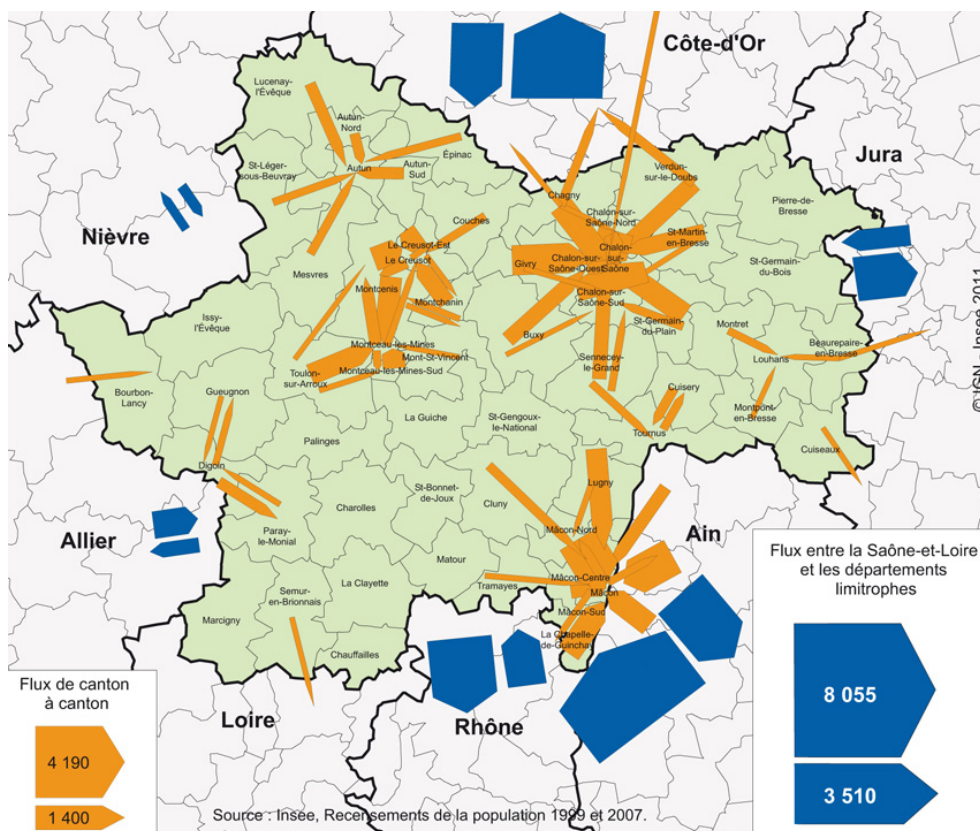 Côte-d'Or
Jura
Nièvre
Allier
Loire
Rhône
Ain
Lucenay-
l'Évêque
Autun-
Nord
Épinac
St-Léger-
sous-Beuvray
Autun
Autun-
Sud
Couches
Mesvres
Le Creusot-Est
Le Creusot
Montcenis
Montchanin
Issy-
l'Évêque
Montceau-les-Mines
Mont-St-Vincent
Montceau-les-Mines-Sud
Toulon-
sur-Arroux
Bourbon-
Lancy
Gueugnon
La Guiche
Palinges
Digoin
St-Gengoux-
le-National
St-Bonnet-
de-Joux
Charolles
Paray-
le-Monial
Cluny
Matour
Tramayes
La Clayette
Semur-
en-Brionnais
Marcigny
Chauffailles
Chagny
Verdun-
sur-le-Doubs
Pierre-de-
Bresse
Chalon-sur-
Saône-Nord
St-Martin-
en-Bresse
Chalon-
sur-
Saône
Givry
Chalon-sur-
Saône-Ouest
St-Germain-
du-Bois
Chalon-sur-
Saône-Sud
Buxy
St-Germain-
du-Plain
Montret
Beaurepaire-
en-Bresse
Louhans
Sennecey-
le-Grand
Cuisery
Montpont-
en-Bresse
Tournus
Cuiseaux
Lugny
Mâcon-Nord
Mâcon-Centre
Mâcon
Mâcon-Sud
La Chapelle-
de-Guinchay
© IGN - Insee 2011
Flux de canton
à canton
4 190
1 400
Flux entre la Saône-et-Loire
et les départements
limitrophes
8 055
3 510
Source : Insee, Recensements de la population 1999 et 2007.